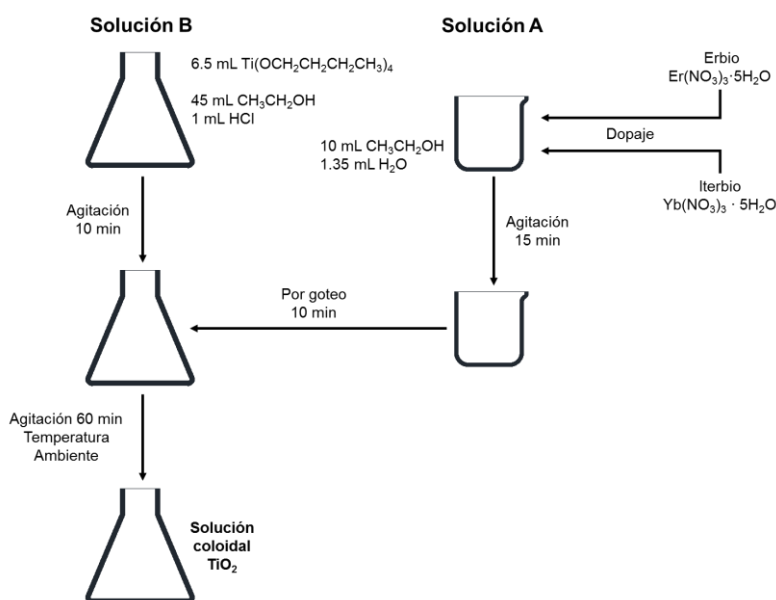 Solución B
Solución A
6.5 mL Ti(OCH₂CH₂CH₂CH₃)₄
45 mL CH₃CH₂OH
1 mL HCl
Erbio
Er(NO₃)₃·5H₂O
10 mL CH₃CH₂OH
1.35 mL H₂O
Dopaje
Iterbio
Yb(NO₃)₃ · 5H₂O
Agitación
10 min
Agitación
15 min
Por goteo
10 min
Agitación 60 min
Temperatura
Ambiente
Solución
coloidal
TiO₂